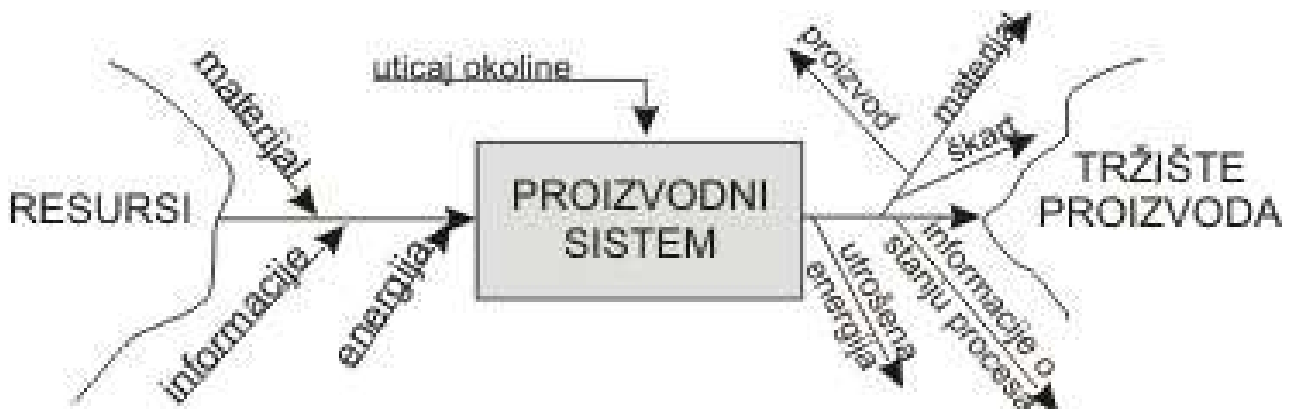 RESURSI
materijal
informacije
energija
uticaj okoline
PROIZVODNI
SISTEM
proizvod
materijal
škart
utrošena
energija
informacije o
stanju procesa
TRŽIŠTE
PROIZVODA